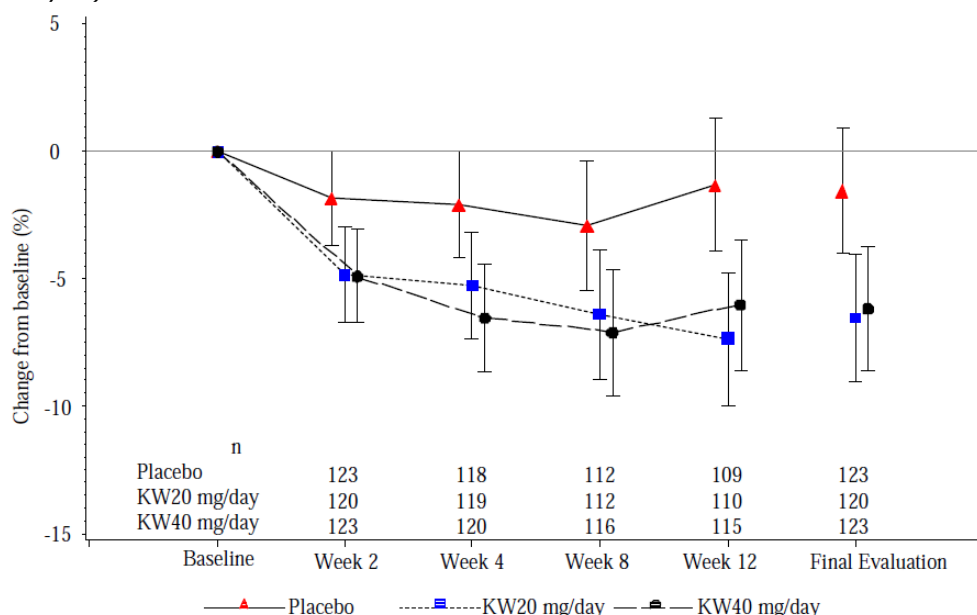 5
0
-5
-10
-15
Change from baseline (%)
n
Placebo 123 118 112 109 123
KW20 mg/day 120 119 112 110 120
KW40 mg/day 123 120 116 115 123
Baseline Week 2 Week 4 Week 8 Week 12 Final Evaluation
Placebo KW20 mg/day KW40 mg/day